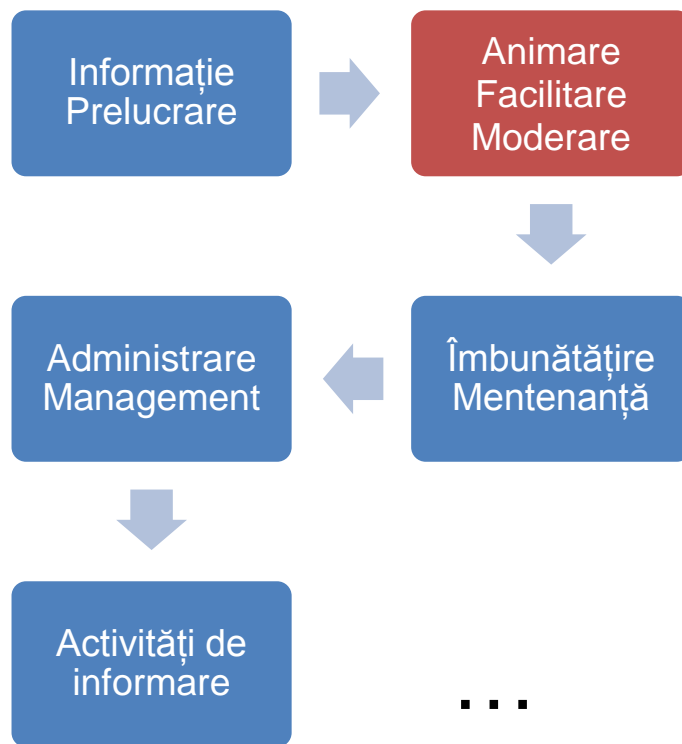 Informație
Prelucrare
Animare
Facilitare
Moderare
Îmbunătățire
Mentenanță
Administrare
Management
Activități de
informare
...